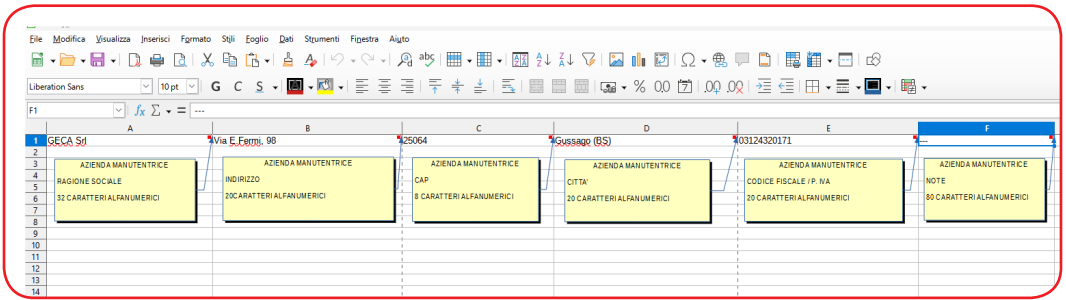 File Modifica Visualizza Inserisci Formato Stili Foglio Dati Strumenti Finestra Aiuto
Liberation Sans 10 pt G C S
F1 fx Σ = ---
A B C D E F
1 GECA Srl Via E.Fermi, 98 25064 Gussago (BS) 03124320171 ---
2
3 AZIENDA MANUTENTRICE AZIENDA MANUTENTRICE AZIENDA MANUTENTRICE AZIENDA MANUTENTRICE AZIENDA MANUTENTRICE AZIENDA MANUTENTRICE
4
5 RAGIONE SOCIALE INDIRIZZO CAP CITTA' CODICE FISCALE / P. IVA NOTE
6 32 CARATTERI ALFANUMERICI 20CARATTERI ALFANUMERICI 8 CARATTERI ALFANUMERICI 20 CARATTERI ALFANUMERICI 20 CARATTERI ALFANUMERICI 80 CARATTERI ALFANUMERICI
7
8
9
10
11
12
13
14